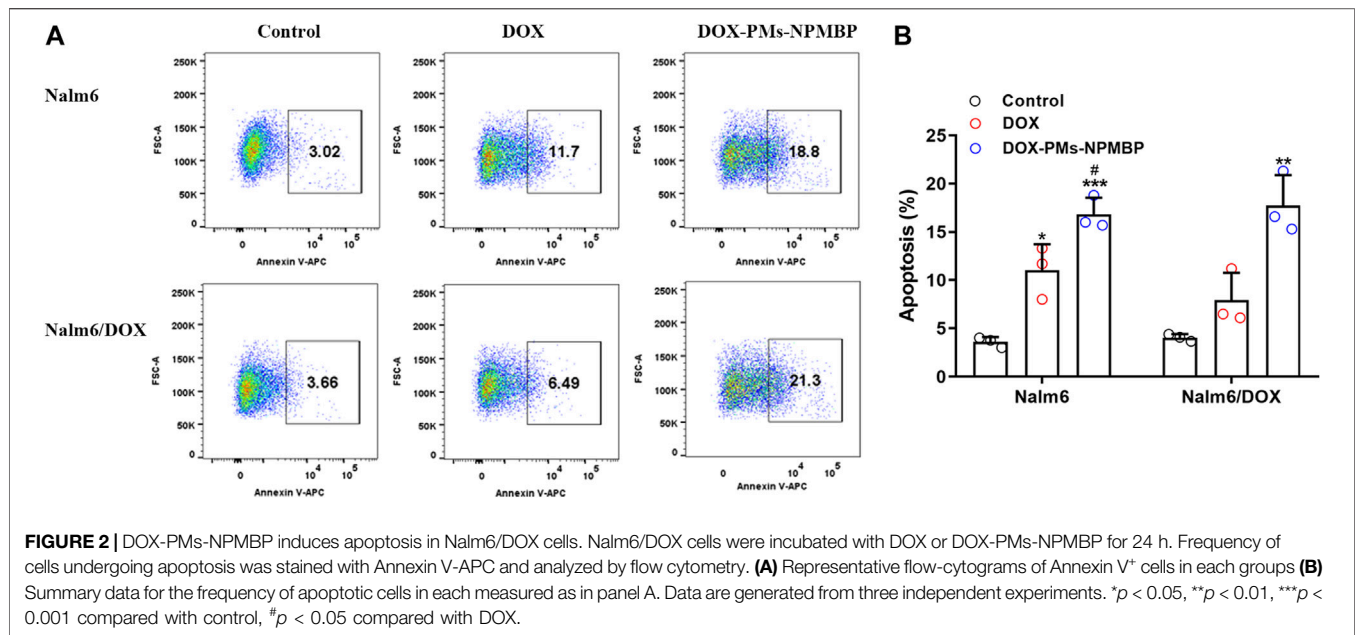 A
Control
DOX
DOX-PMs-NPMBP
Nalm6
250K
200K
150K
100K
50K
0
FSC-A
3.02
0
10^4
10^5
Annexin V-APC
250K
200K
150K
100K
50K
0
FSC-A
11.7
0
10^4
10^5
Annexin V-APC
250K
200K
150K
100K
50K
0
FSC-A
18.8
0
10^4
10^5
Annexin V-APC
Nalm6/DOX
250K
200K
150K
100K
50K
0
FSC-A
3.66
0
10^4
10^5
Annexin V-APC
250K
200K
150K
100K
50K
0
FSC-A
6.49
0
10^4
10^5
Annexin V-APC
250K
200K
150K
100K
50K
0
FSC-A
21.3
0
10^4
10^5
Annexin V-APC
B
Control
DOX
DOX-PMs-NPMBP
Apoptosis (%)
25
20
15
10
5
0
*
#
***
**
Nalm6
Nalm6/DOX
FIGURE 2 | DOX-PMs-NPMBP induces apoptosis in Nalm6/DOX cells. Nalm6/DOX cells were incubated with DOX or DOX-PMs-NPMBP for 24 h. Frequency of
cells undergoing apoptosis was stained with Annexin V-APC and analyzed by flow cytometry. (A) Representative flow-cytograms of Annexin V⁺ cells in each groups (B)
Summary data for the frequency of apoptotic cells in each measured as in panel A. Data are generated from three independent experiments. *p < 0.05, **p < 0.01, ***p <
0.001 compared with control, #p < 0.05 compared with DOX.